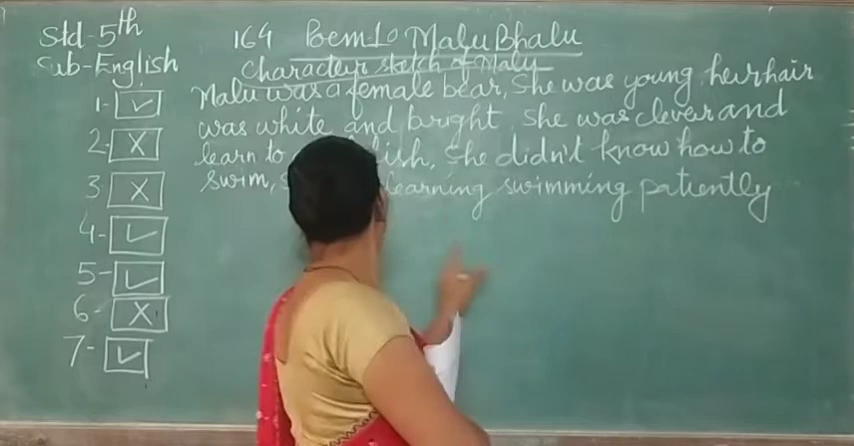 Std-5th
Sub-English
164 Poem 10 Malu Bhalu
Character sketch of Malu
Malu was a female bear, She was young, her hair
was white and bright, she was clever and
learn to ish, she didn't know how to
swim, learning swimming patiently
1- ✓
2- X
3 X
4- ✓
5- ✓
6- X
7- ✓